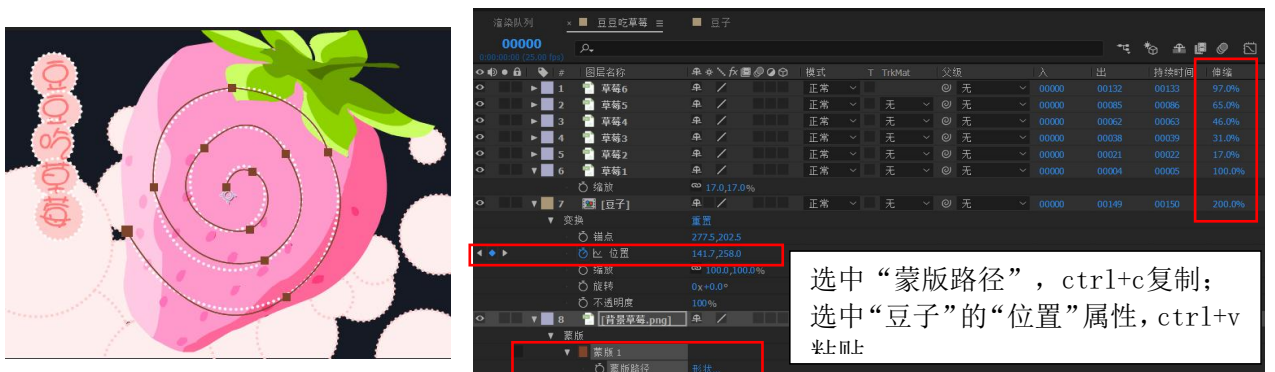 渲染队列 × 豆豆吃草莓 ≡ 豆子
00000
0:00:00:00 (25.00 fps)
# 图层名称 模式 T TrkMat 父级 入 出 持续时间 伸缩
1 草莓6 正常 无 00000 00132 00133 97.0%
2 草莓5 正常 无 无 00000 00085 00086 65.0%
3 草莓4 正常 无 无 00000 00062 00063 46.0%
4 草莓3 正常 无 无 00000 00038 00039 31.0%
5 草莓2 正常 无 无 00000 00021 00022 17.0%
6 草莓1 正常 无 无 00000 00004 00005 100.0%
缩放 17.0,17.0%
7 [豆子] 正常 无 无 00000 00149 00150 200.0%
变换 重置
锚点 277.5,202.5
位置 141.7,258.0
缩放 100.0,100.0%
旋转 0x+0.0°
不透明度 100%
8 [背景草莓.png]
蒙版
蒙版 1
蒙版路径 形状
选中“蒙版路径”，ctrl+c复制；
选中“豆子”的“位置”属性，ctrl+v
粘贴